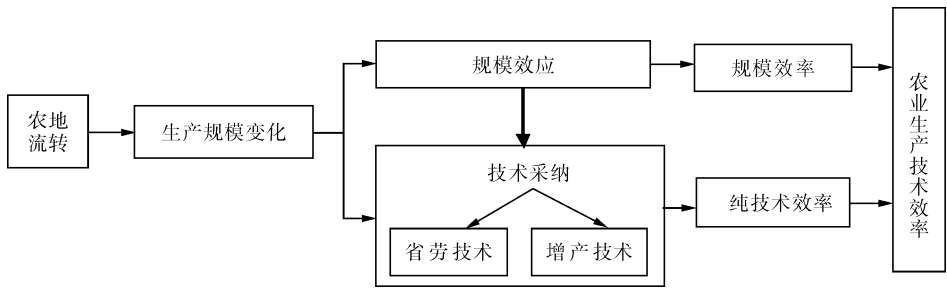 农地
流转
生产规模变化
规模效应
技术采纳
省劳技术
增产技术
规模效率
纯技术效率
农业生产技术效率